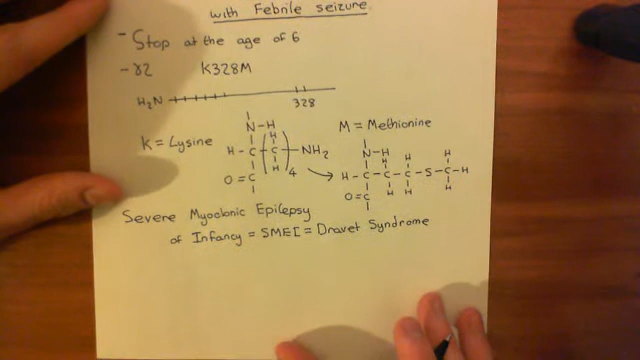 with Febrile seizure
- Stop at the age of 6
- γ2 K328M
H₂N 328
K = Lysine
M = Methionine
N-H
H
H-C-(C)-NH₂
H 4
O=C
N-H
H H H
H-C-C-C-S-C-H
H H H
O=C
Severe Myoclonic Epilepsy
of Infancy = SMEI = Dravet Syndrome